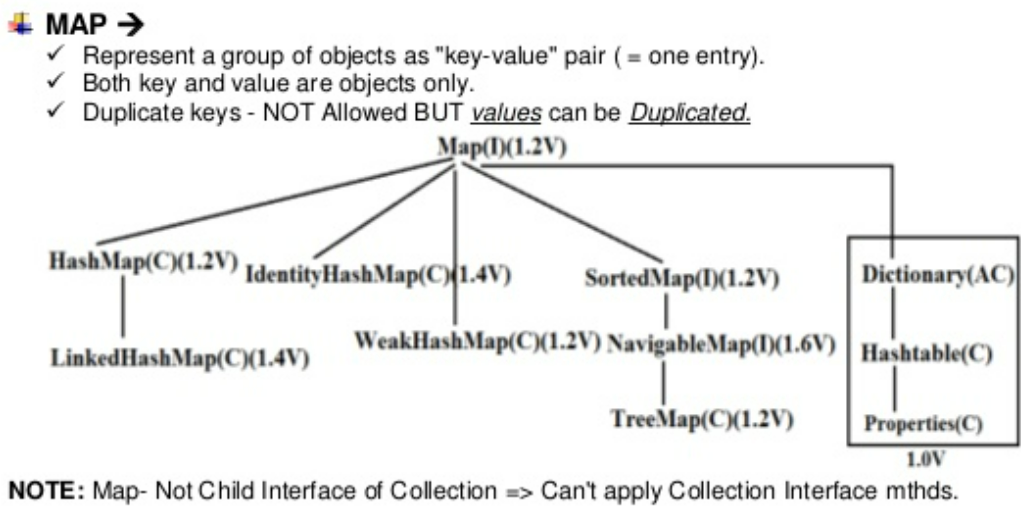 MAP →
✓ Represent a group of objects as "key-value" pair ( = one entry).
✓ Both key and value are objects only.
✓ Duplicate keys - NOT Allowed BUT values can be Duplicated.
Map(I)(1.2V)
HashMap(C)(1.2V)
IdentityHashMap(C)(1.4V)
SortedMap(I)(1.2V)
Dictionary(AC)
LinkedHashMap(C)(1.4V)
WeakHashMap(C)(1.2V)
NavigableMap(I)(1.6V)
Hashtable(C)
TreeMap(C)(1.2V)
Properties(C)
1.0V
NOTE: Map- Not Child Interface of Collection => Can't apply Collection Interface mthds.